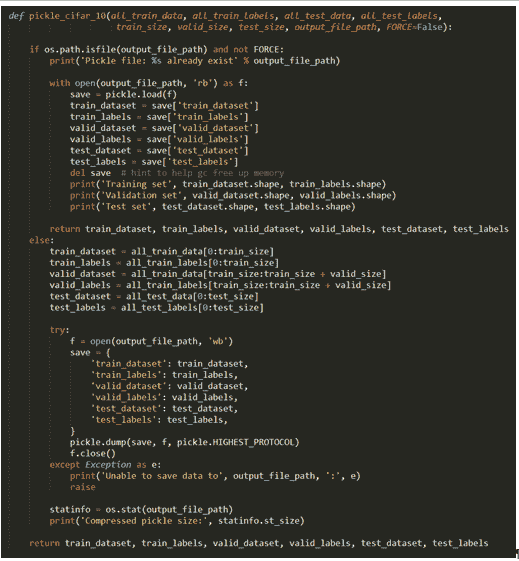 def pickle_cifar_10(all_train_data, all_train_labels, all_test_data, all_test_labels,
                    train_size, valid_size, test_size, output_file_path, FORCE=False):

    if os.path.isfile(output_file_path) and not FORCE:
        print('Pickle file: %s already exist' % output_file_path)

        with open(output_file_path, 'rb') as f:
            save = pickle.load(f)
            train_dataset = save['train_dataset']
            train_labels = save['train_labels']
            valid_dataset = save['valid_dataset']
            valid_labels = save['valid_labels']
            test_dataset = save['test_dataset']
            test_labels = save['test_labels']
            del save  # hint to help gc free up memory
            print('Training set', train_dataset.shape, train_labels.shape)
            print('Validation set', valid_dataset.shape, valid_labels.shape)
            print('Test set', test_dataset.shape, test_labels.shape)

        return train_dataset, train_labels, valid_dataset, valid_labels, test_dataset, test_labels
    else:
        train_dataset = all_train_data[0:train_size]
        train_labels = all_train_labels[0:train_size]
        valid_dataset = all_train_data[train_size:train_size + valid_size]
        valid_labels = all_train_labels[train_size:train_size + valid_size]
        test_dataset = all_test_data[0:test_size]
        test_labels = all_test_labels[0:test_size]

        try:
            f = open(output_file_path, 'wb')
            save = {
                'train_dataset': train_dataset,
                'train_labels': train_labels,
                'valid_dataset': valid_dataset,
                'valid_labels': valid_labels,
                'test_dataset': test_dataset,
                'test_labels': test_labels,
            }
            pickle.dump(save, f, pickle.HIGHEST_PROTOCOL)
            f.close()
        except Exception as e:
            print('Unable to save data to', output_file_path, ':', e)
            raise

        statinfo = os.stat(output_file_path)
        print('Compressed pickle size:', statinfo.st_size)

    return train_dataset, train_labels, valid_dataset, valid_labels, test_dataset, test_labels